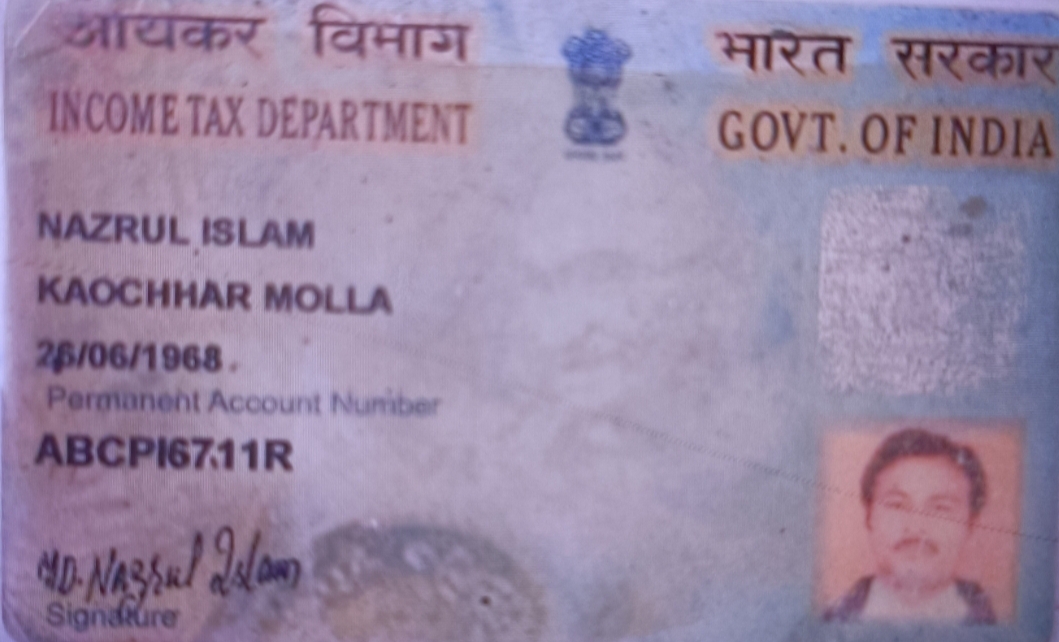 आयकर विभाग
भारत सरकार
INCOME TAX DEPARTMENT
GOVT. OF INDIA
NAZRUL ISLAM
KAOCHHAR MOLLA
26/06/1968
Permanent Account Number
ABCPI6711R
MD. Nazrul Islam
Signature